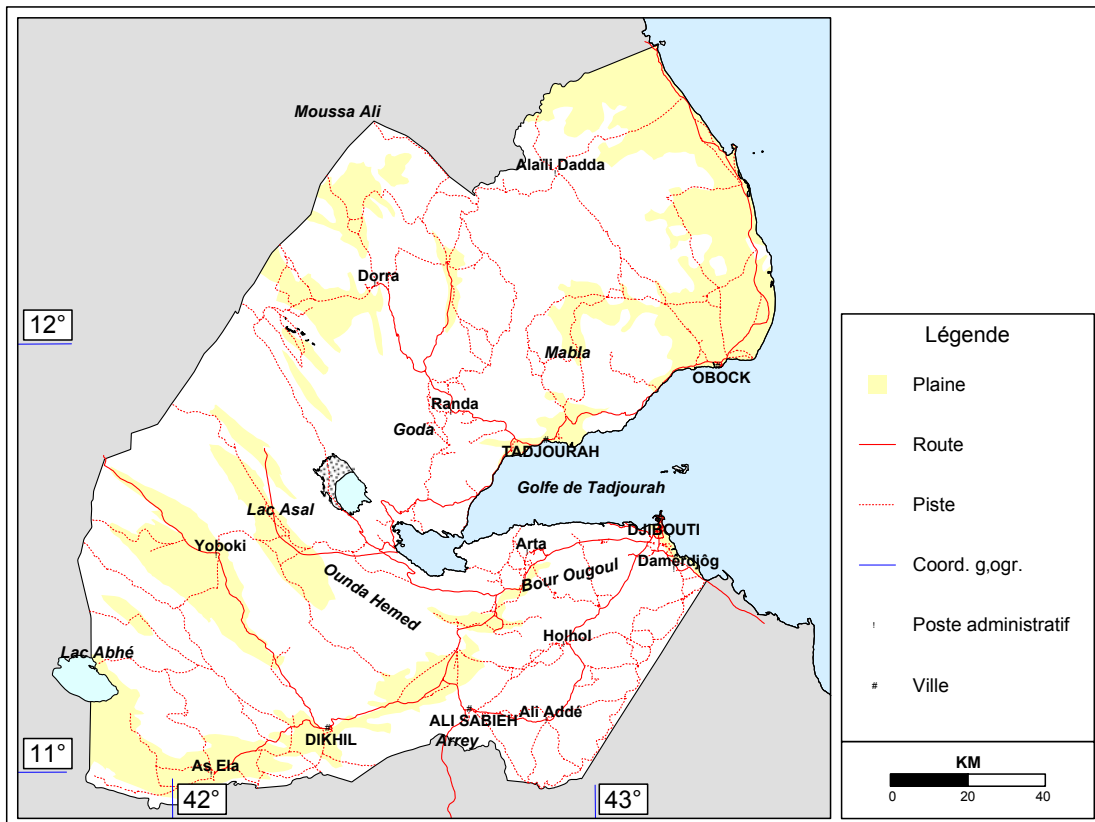 Moussa Ali
Alaïli Dadda
Dorra
12°
Mabla
OBOCK
Randa
Goda
TADJOURAH
Golfe de Tadjourah
Lac Asal
DJIBOUTI
Yoboki
Arta
Damêrdjôg
Bour Ougoul
Ounda Hemed
Holhol
Lac Abhé
ALI SABIEH
Ali Addé
DIKHIL
Arrey
11°
As Ela
42°
43°
Légende
Plaine
Route
Piste
Coord. g,ogr.
! Poste administratif
# Ville
KM
0 20 40